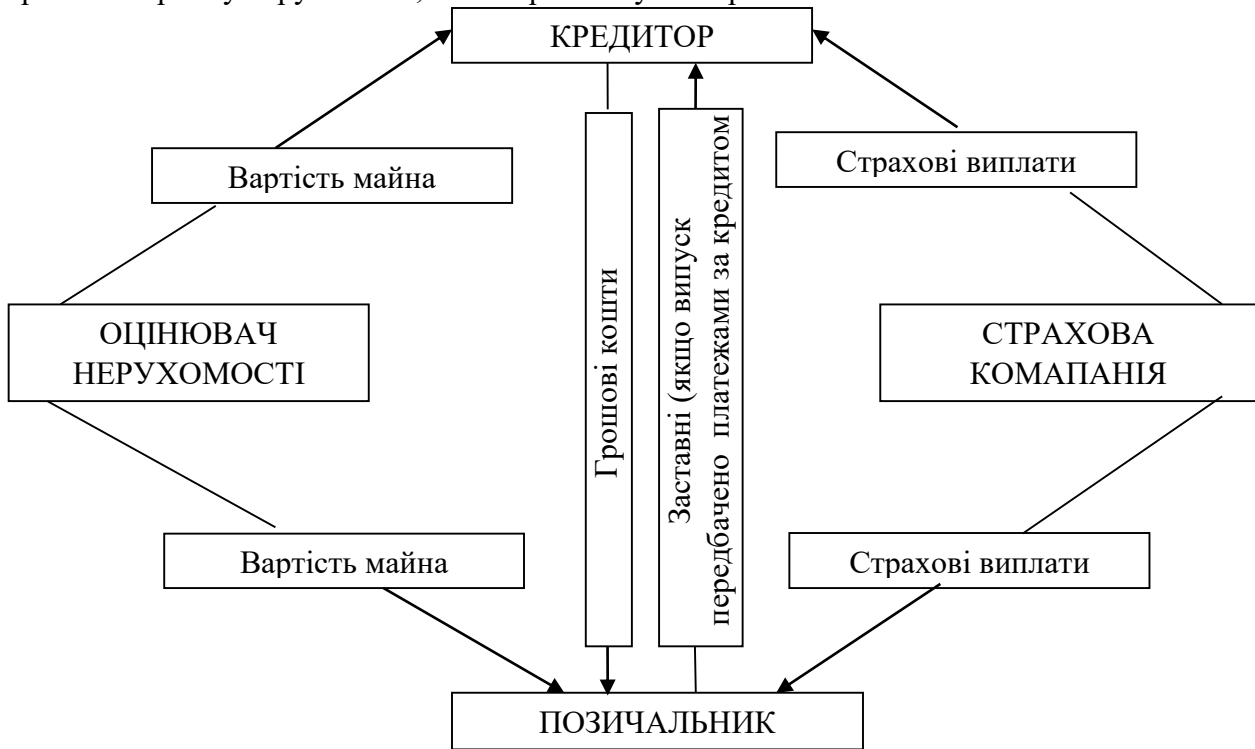 КРЕДИТОР
Вартість майна
Страхові виплати
Грошові кошти
Заставні (якщо випуск
передбачено платежами за кредитом
ОЦІНЮВАЧ
НЕРУХОМОСТІ
СТРАХОВА
КОМАПАНІЯ
Вартість майна
Страхові виплати
ПОЗИЧАЛЬНИК